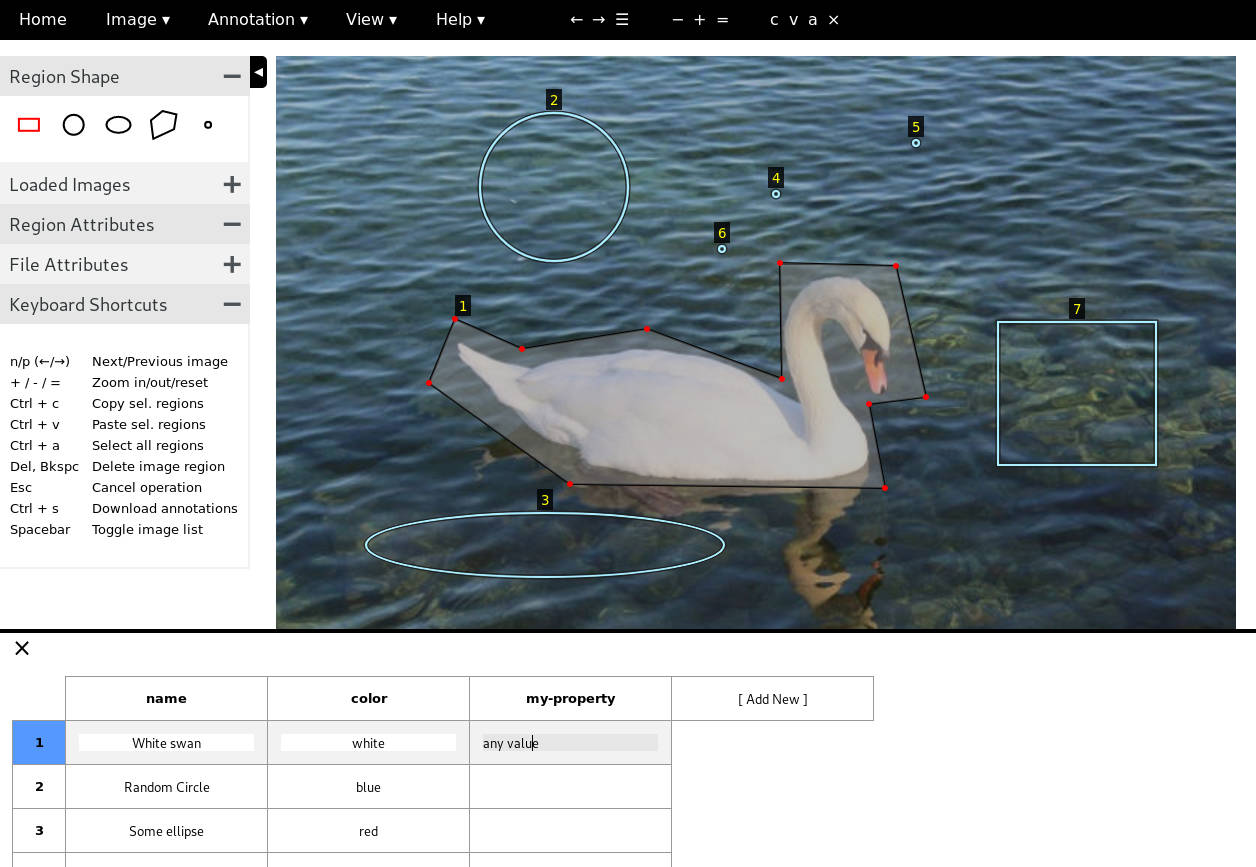 Home Image ▾ Annotation ▾ View ▾ Help ▾ ← → ☰ − + = c v a ×
Region Shape −
◀
Loaded Images +
Region Attributes −
File Attributes +
Keyboard Shortcuts −
n/p (←/→) Next/Previous image
+ / - / = Zoom in/out/reset
Ctrl + c Copy sel. regions
Ctrl + v Paste sel. regions
Ctrl + a Select all regions
Del, Bkspc Delete image region
Esc Cancel operation
Ctrl + s Download annotations
Spacebar Toggle image list
2
5
4
6
1
7
3
×
name color my-property [ Add New ]
1 White swan white any value
2 Random Circle blue
3 Some ellipse red